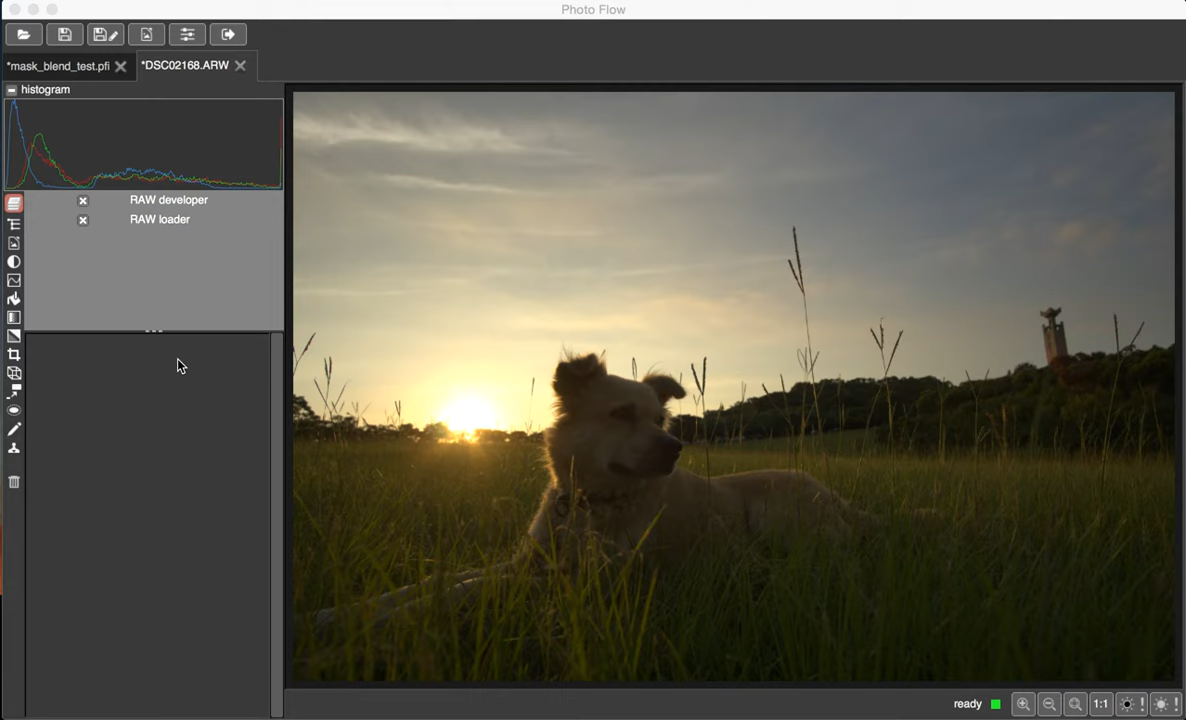 Photo Flow
*mask_blend_test.pfi
*DSC02168.ARW
histogram
RAW developer
RAW loader
ready
1:1
!
!